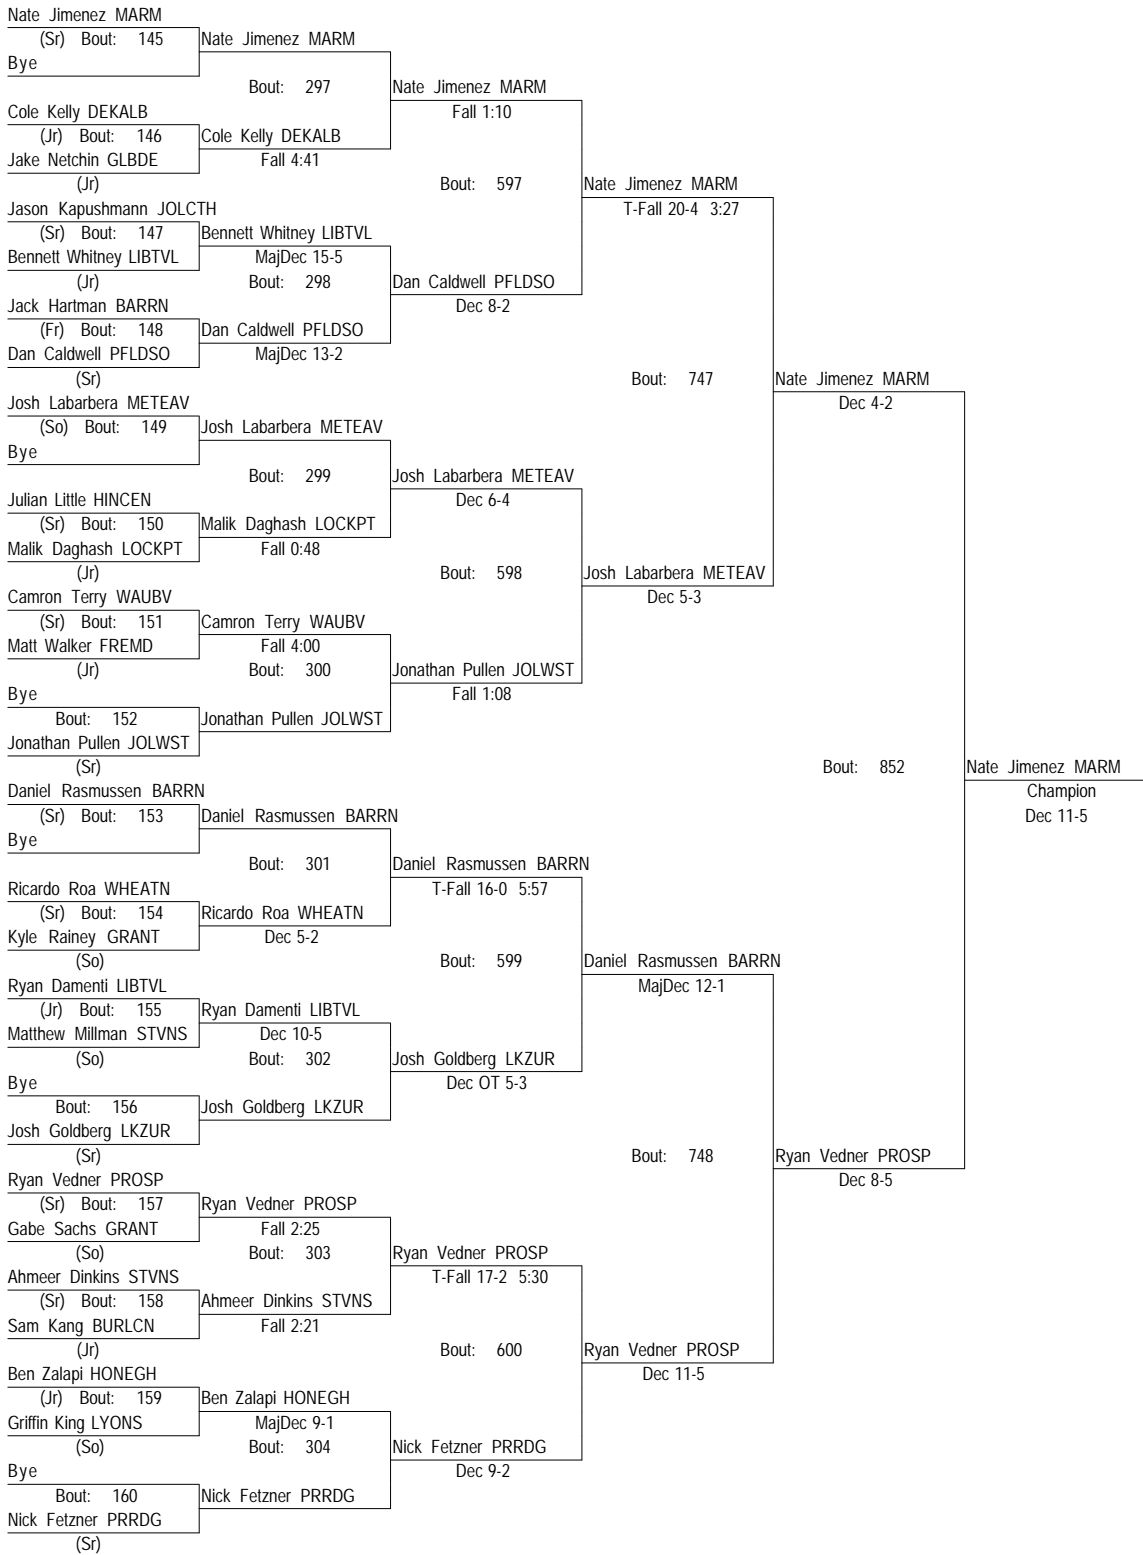 Nate Jimenez MARM
(Sr) Bout: 145 Nate Jimenez MARM
Bye
Bout: 297 Nate Jimenez MARM
Cole Kelly DEKALB Fall 1:10
(Jr) Bout: 146 Cole Kelly DEKALB
Jake Netchin GLBDE Fall 4:41
(Jr) Bout: 597 Nate Jimenez MARM
Jason Kapushmann JOLCTH T-Fall 20-4 3:27
(Sr) Bout: 147 Bennett Whitney LIBTVL
Bennett Whitney LIBTVL MajDec 15-5
(Jr) Bout: 298 Dan Caldwell PFLDSO
Jack Hartman BARRN Dec 8-2
(Fr) Bout: 148 Dan Caldwell PFLDSO
Dan Caldwell PFLDSO MajDec 13-2
(Sr) Bout: 747 Nate Jimenez MARM
Josh Labarbera METEAV Dec 4-2
(So) Bout: 149 Josh Labarbera METEAV
Bye
Bout: 299 Josh Labarbera METEAV
Julian Little HINCEN Dec 6-4
(Sr) Bout: 150 Malik Daghash LOCKPT
Malik Daghash LOCKPT Fall 0:48
(Jr) Bout: 598 Josh Labarbera METEAV
Camron Terry WAUBV Dec 5-3
(Sr) Bout: 151 Camron Terry WAUBV
Matt Walker FREMD Fall 4:00
(Jr) Bout: 300 Jonathan Pullen JOLWST
Bye Fall 1:08
Bout: 152 Jonathan Pullen JOLWST
Jonathan Pullen JOLWST
(Sr) Bout: 852 Nate Jimenez MARM
Daniel Rasmussen BARRN Champion
(Sr) Bout: 153 Daniel Rasmussen BARRN Dec 11-5
Bye
Bout: 301 Daniel Rasmussen BARRN
Ricardo Roa WHEATN T-Fall 16-0 5:57
(Sr) Bout: 154 Ricardo Roa WHEATN
Kyle Rainey GRANT Dec 5-2
(So) Bout: 599 Daniel Rasmussen BARRN
Ryan Damenti LIBTVL MajDec 12-1
(Jr) Bout: 155 Ryan Damenti LIBTVL
Matthew Millman STVNS Dec 10-5
(So) Bout: 302 Josh Goldberg LKZUR
Bye Dec OT 5-3
Bout: 156 Josh Goldberg LKZUR
Josh Goldberg LKZUR
(Sr) Bout: 748 Ryan Vedner PROSP
Ryan Vedner PROSP Dec 8-5
(Sr) Bout: 157 Ryan Vedner PROSP
Gabe Sachs GRANT Fall 2:25
(So) Bout: 303 Ryan Vedner PROSP
Ahmeer Dinkins STVNS T-Fall 17-2 5:30
(Sr) Bout: 158 Ahmeer Dinkins STVNS
Sam Kang BURLCN Fall 2:21
(Jr) Bout: 600 Ryan Vedner PROSP
Ben Zalapi HONEGH Dec 11-5
(Jr) Bout: 159 Ben Zalapi HONEGH
Griffin King LYONS MajDec 9-1
(So) Bout: 304 Nick Fetzner PRRDG
Bye Dec 9-2
Bout: 160 Nick Fetzner PRRDG
Nick Fetzner PRRDG
(Sr)